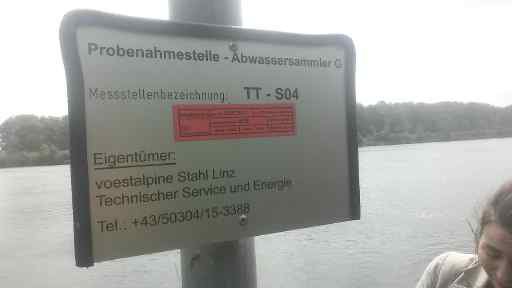 Probenahmestelle - Abwassersammler G
Messstellenbezeichnung: TT - S04
Eigentümer:
voestalpine Stahl Linz
Technischer Service und Energie
Tel.: +43/50304/15-3388